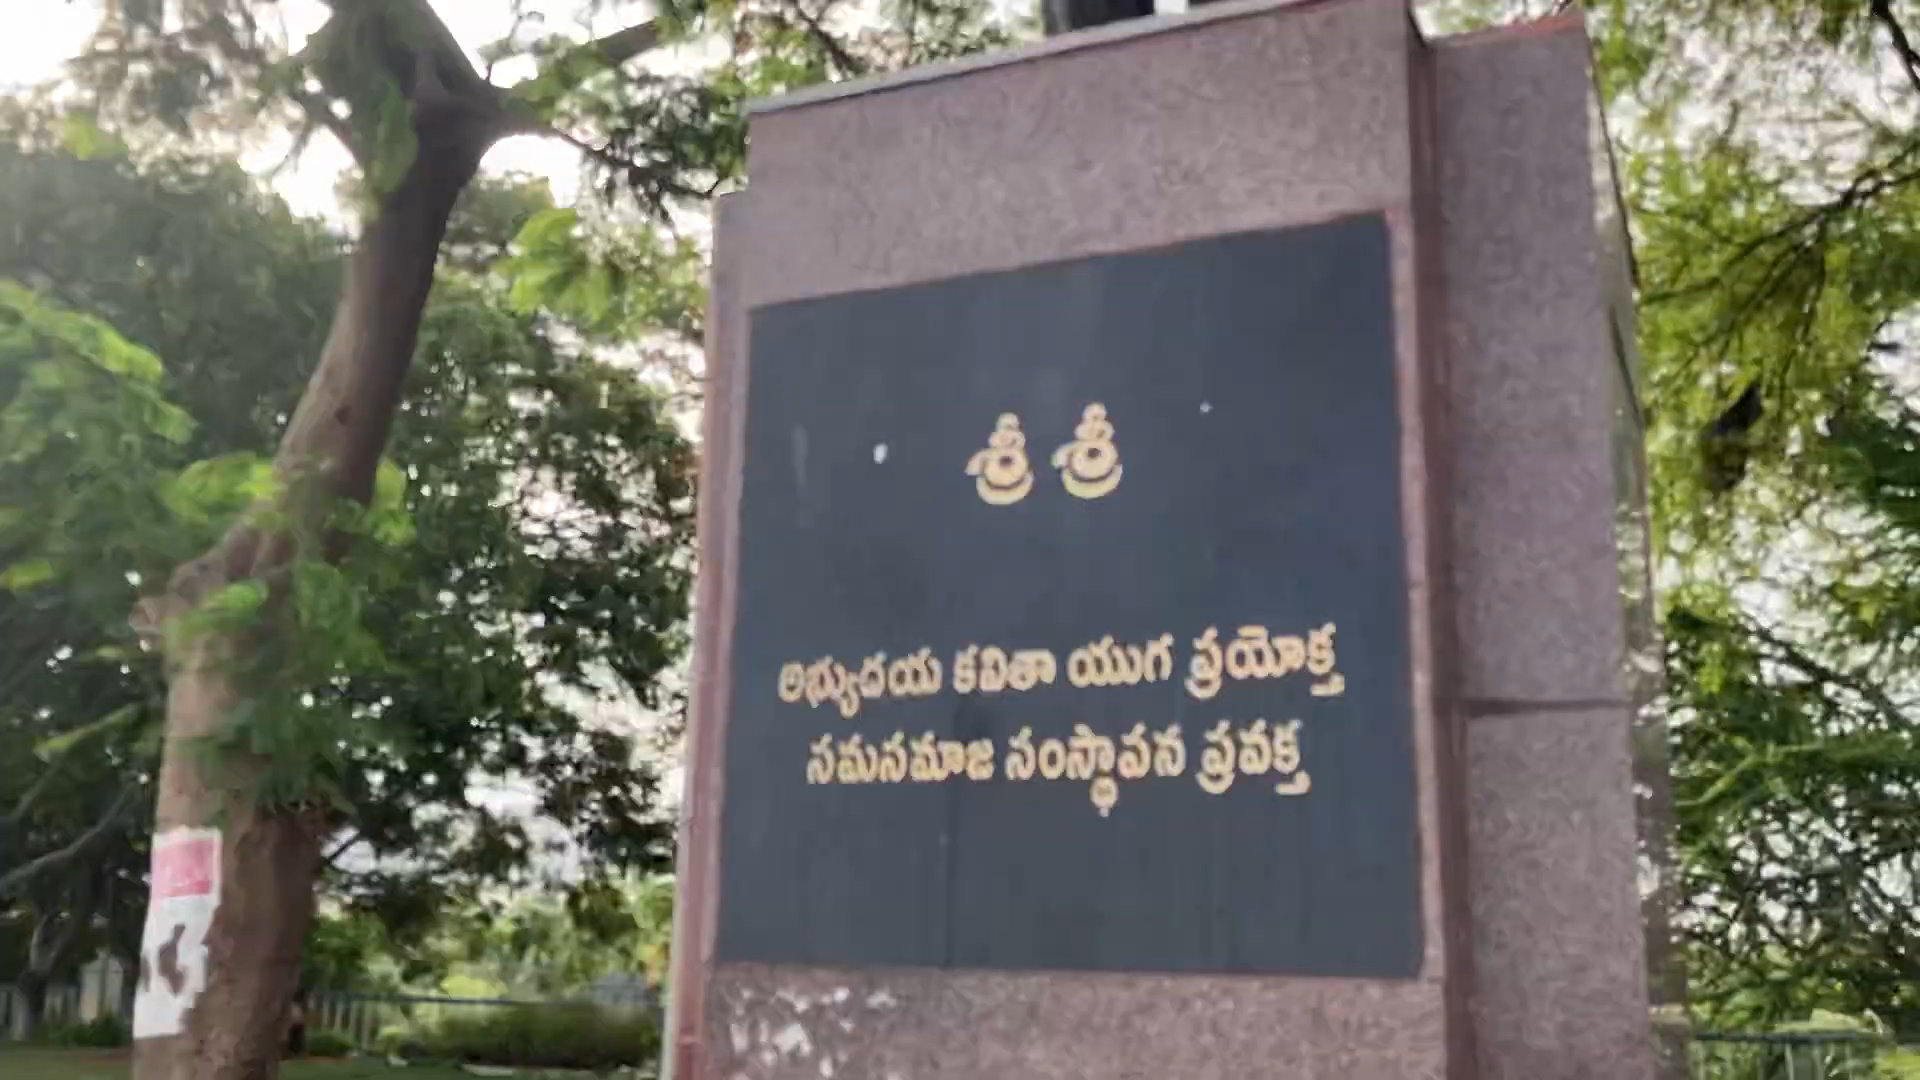 శ్రీ శ్రీ
అభ్యుదయ కవితా యుగ ప్రయోక్త
సమసమాజ సంస్థాపన ప్రవక్త